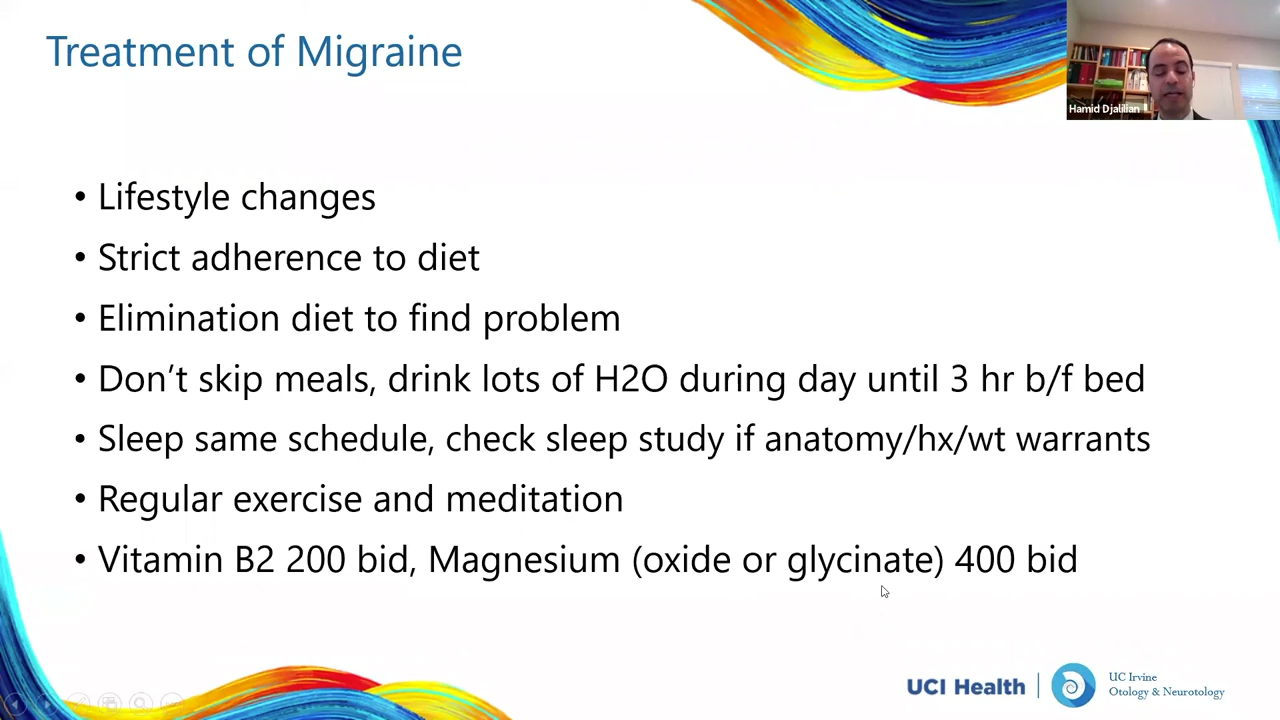 Treatment of Migraine
Hamid Djalilian
• Lifestyle changes
• Strict adherence to diet
• Elimination diet to find problem
• Don’t skip meals, drink lots of H2O during day until 3 hr b/f bed
• Sleep same schedule, check sleep study if anatomy/hx/wt warrants
• Regular exercise and meditation
• Vitamin B2 200 bid, Magnesium (oxide or glycinate) 400 bid
UCI Health
UC Irvine
Otology & Neurotology